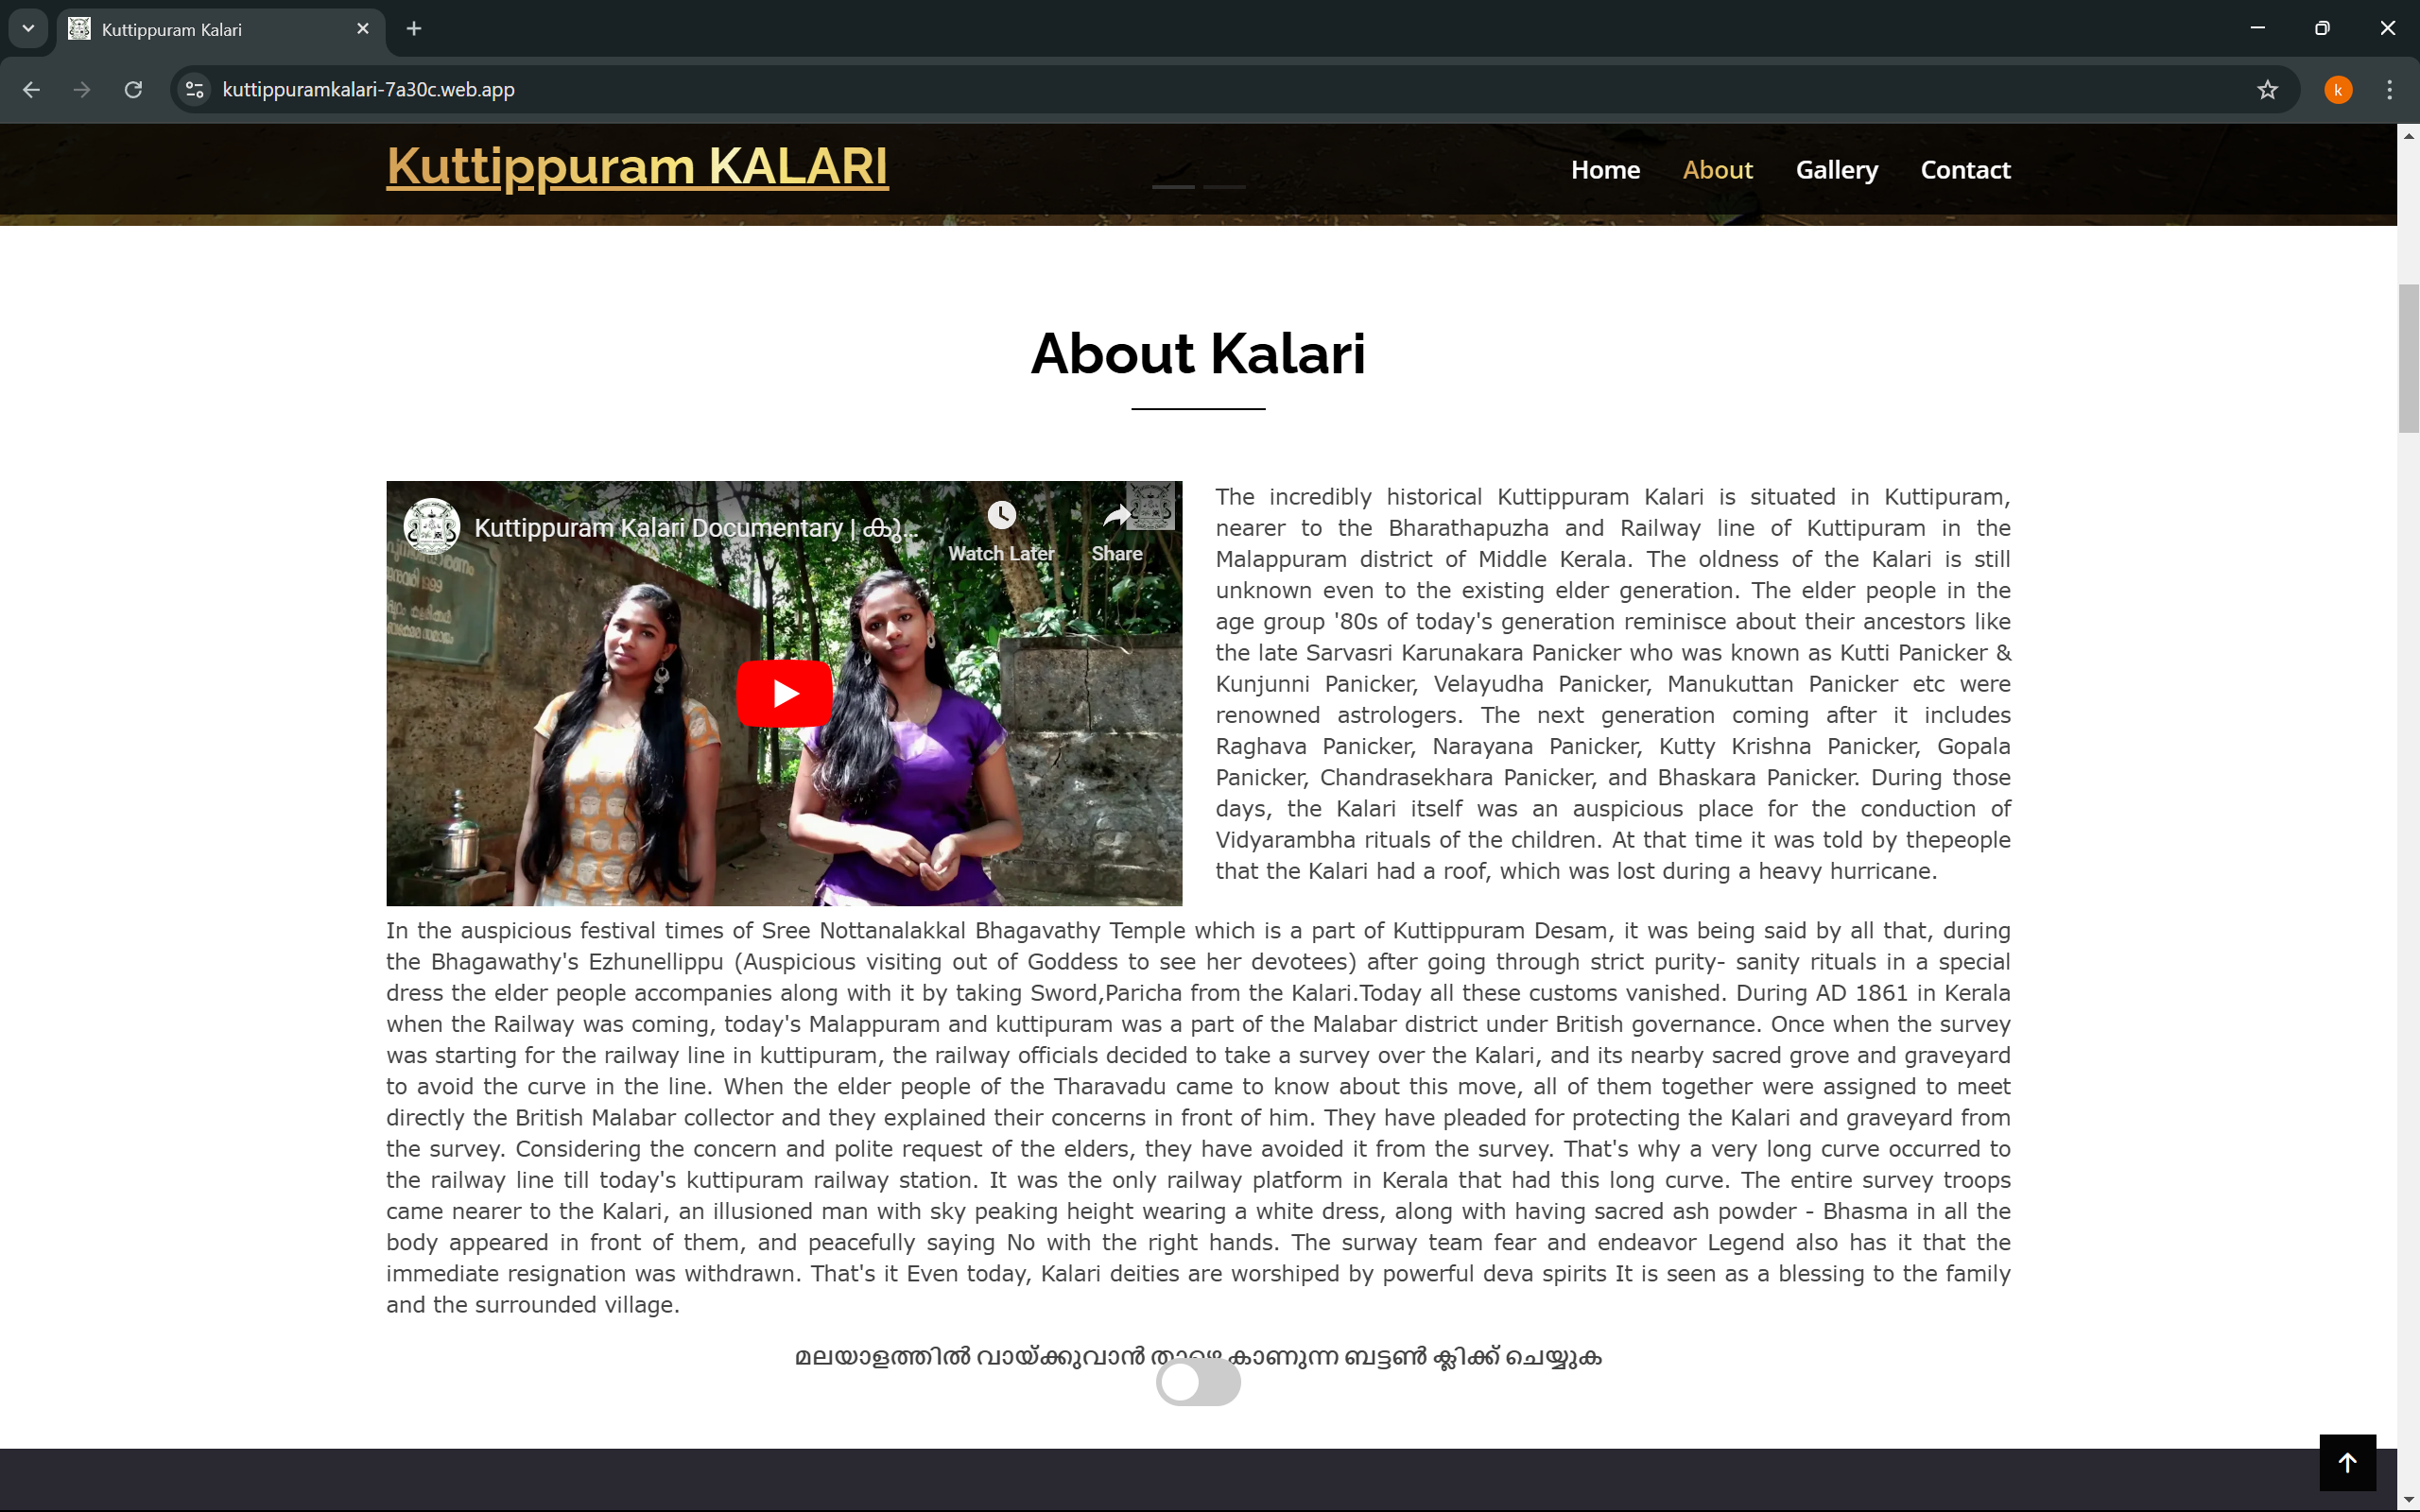 Kuttippuram Kalari
kuttippuramkalari-7a30c.web.app
k
Kuttippuram KALARI
Home
About
Gallery
Contact
About Kalari
Kuttippuram Kalari Documentary | കു...
Watch Later
Share
The incredibly historical Kuttippuram Kalari is situated in Kuttipuram,
nearer to the Bharathapuzha and Railway line of Kuttipuram in the
Malappuram district of Middle Kerala. The oldness of the Kalari is still
unknown even to the existing elder generation. The elder people in the
age group '80s of today's generation reminisce about their ancestors like
the late Sarvasri Karunakara Panicker who was known as Kutti Panicker &
Kunjunni Panicker, Velayudha Panicker, Manukuttan Panicker etc were
renowned astrologers. The next generation coming after it includes
Raghava Panicker, Narayana Panicker, Kutty Krishna Panicker, Gopala
Panicker, Chandrasekhara Panicker, and Bhaskara Panicker. During those
days, the Kalari itself was an auspicious place for the conduction of
Vidyarambha rituals of the children. At that time it was told by thepeople
that the Kalari had a roof, which was lost during a heavy hurricane.
In the auspicious festival times of Sree Nottanalakkal Bhagavathy Temple which is a part of Kuttippuram Desam, it was being said by all that, during
the Bhagawathy's Ezhunellippu (Auspicious visiting out of Goddess to see her devotees) after going through strict purity- sanity rituals in a special
dress the elder people accompanies along with it by taking Sword,Paricha from the Kalari.Today all these customs vanished. During AD 1861 in Kerala
when the Railway was coming, today's Malappuram and kuttipuram was a part of the Malabar district under British governance. Once when the survey
was starting for the railway line in kuttipuram, the railway officials decided to take a survey over the Kalari, and its nearby sacred grove and graveyard
to avoid the curve in the line. When the elder people of the Tharavadu came to know about this move, all of them together were assigned to meet
directly the British Malabar collector and they explained their concerns in front of him. They have pleaded for protecting the Kalari and graveyard from
the survey. Considering the concern and polite request of the elders, they have avoided it from the survey. That's why a very long curve occurred to
the railway line till today's kuttipuram railway station. It was the only railway platform in Kerala that had this long curve. The entire survey troops
came nearer to the Kalari, an illusioned man with sky peaking height wearing a white dress, along with having sacred ash powder - Bhasma in all the
body appeared in front of them, and peacefully saying No with the right hands. The surway team fear and endeavor Legend also has it that the
immediate resignation was withdrawn. That's it Even today, Kalari deities are worshiped by powerful deva spirits It is seen as a blessing to the family
and the surrounded village.
മലയാളത്തിൽ വായ്ക്കുവാൻ താഴെ കാണുന്ന ബട്ടൺ ക്ലിക്ക് ചെയ്യുക